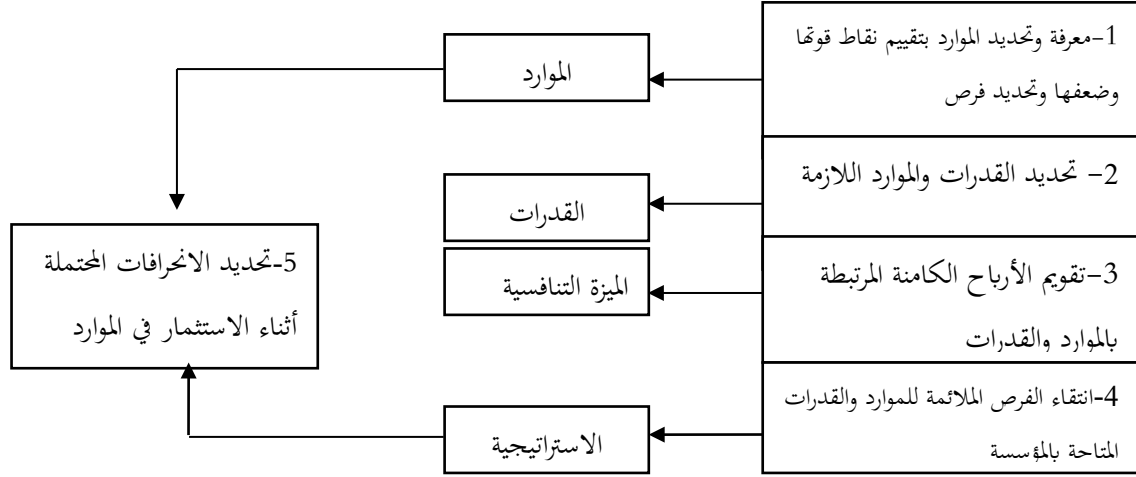 1-معرفة وتحديد الموارد بتقييم نقاط قوتها
وضعفها وتحديد فرص
الموارد
2- تحديد القدرات والموارد اللازمة
القدرات
3-تقويم الأرباح الكامنة المرتبطة
بالموارد والقدرات
الميزة التنافسية
4-انتقاء الفرص الملائمة للموارد والقدرات
المتاحة بالمؤسسة
الاستراتيجية
5-تحديد الانحرافات المحتملة
أثناء الاستثمار في الموارد